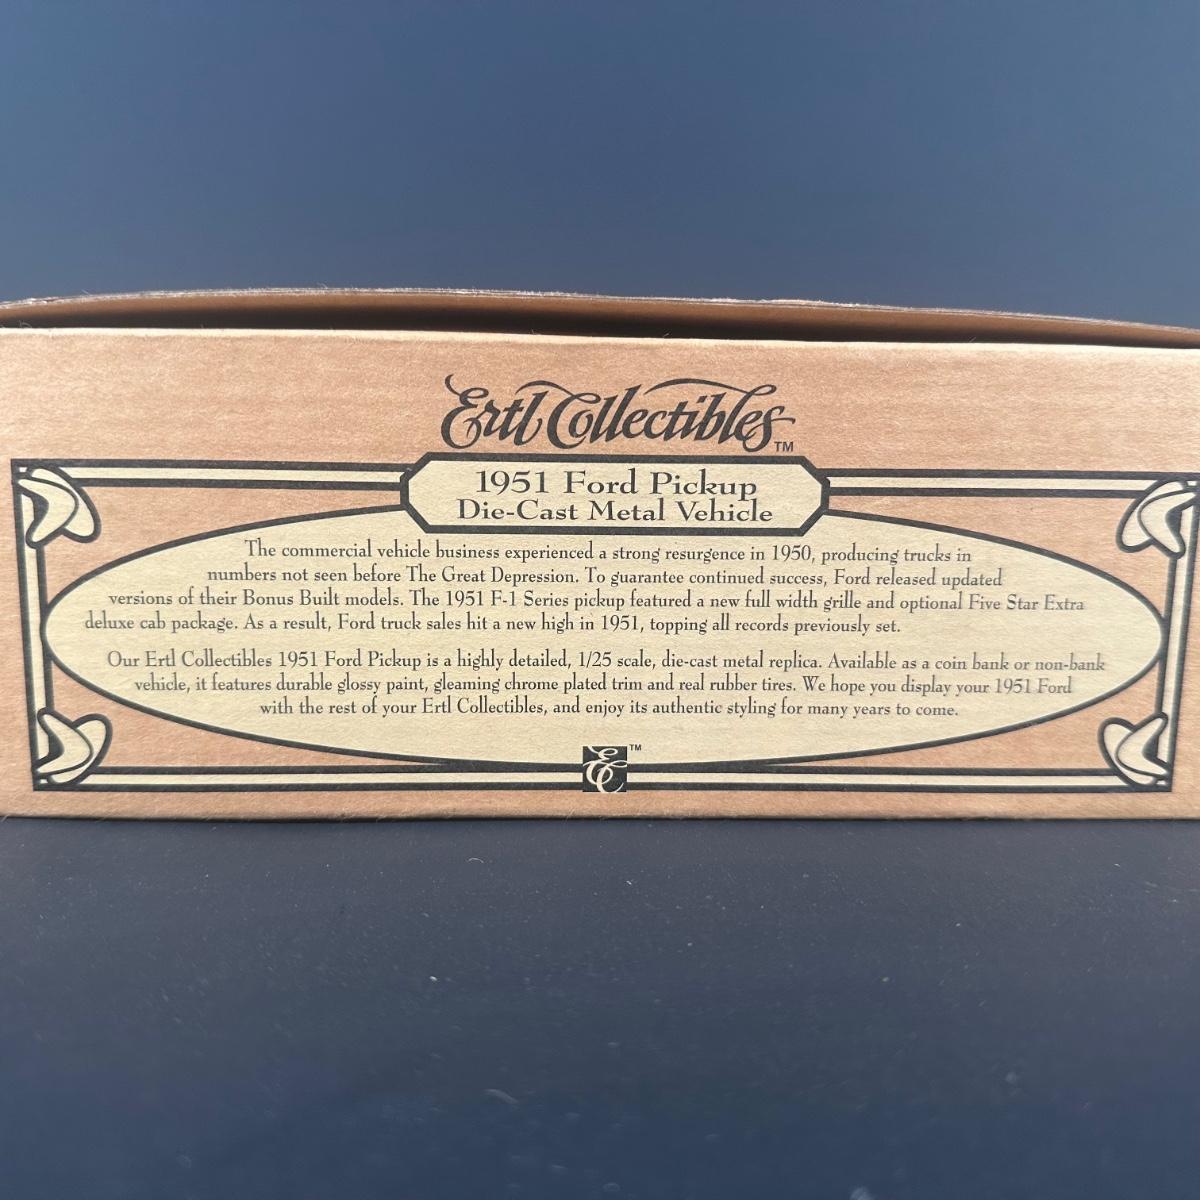 Ertl Collectibles™
1951 Ford Pickup
Die-Cast Metal Vehicle
The commercial vehicle business experienced a strong resurgence in 1950, producing trucks in
numbers not seen before The Great Depression. To guarantee continued success, Ford released updated
versions of their Bonus Built models. The 1951 F-1 Series pickup featured a new full width grille and optional Five Star Extra
deluxe cab package. As a result, Ford truck sales hit a new high in 1951, topping all records previously set.
Our Ertl Collectibles 1951 Ford Pickup is a highly detailed, 1/25 scale, die-cast metal replica. Available as a coin bank or non-bank
vehicle, it features durable glossy paint, gleaming chrome plated trim and real rubber tires. We hope you display your 1951 Ford
with the rest of your Ertl Collectibles, and enjoy its authentic styling for many years to come.
EC™